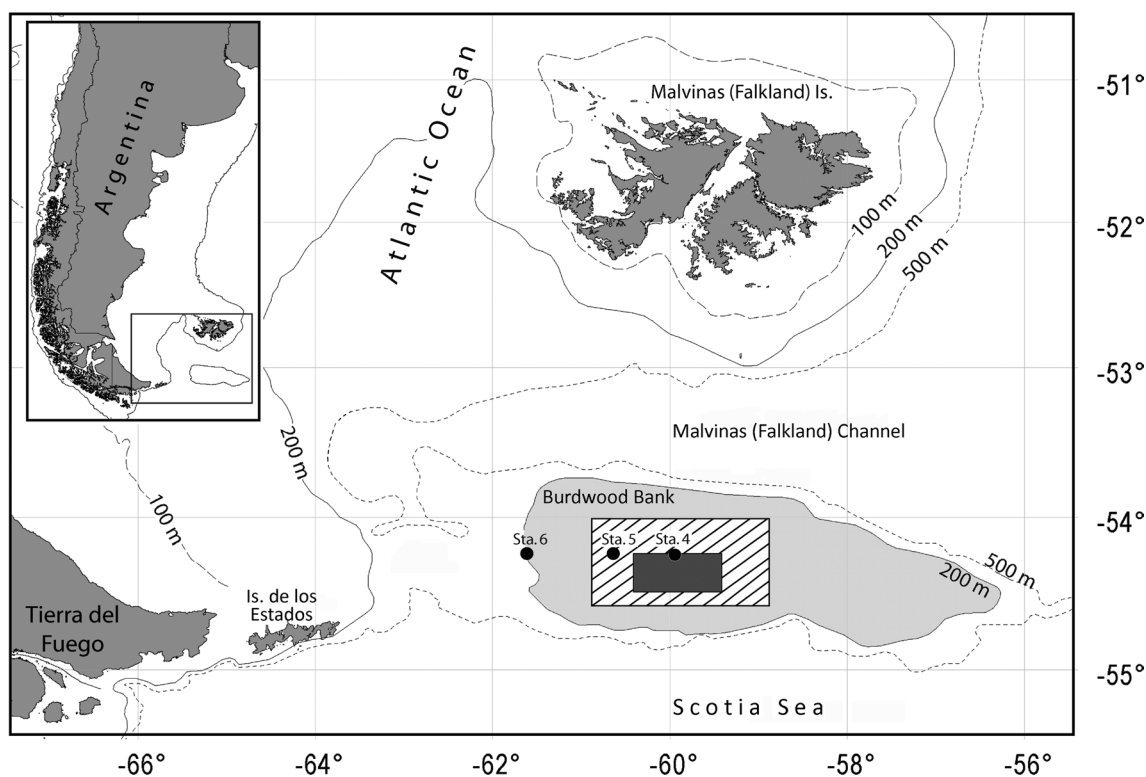 Argentina
Atlantic Ocean
Malvinas (Falkland) Is.
100 m
200 m
500 m
-51°
-52°
-53°
-54°
-55°
Malvinas (Falkland) Channel
200 m
100 m
Burdwood Bank
Sta. 6
Sta. 5
Sta. 4
500 m
200 m
Is. de los
Estados
Tierra del
Fuego
Scotia Sea
-66°
-64°
-62°
-60°
-58°
-56°